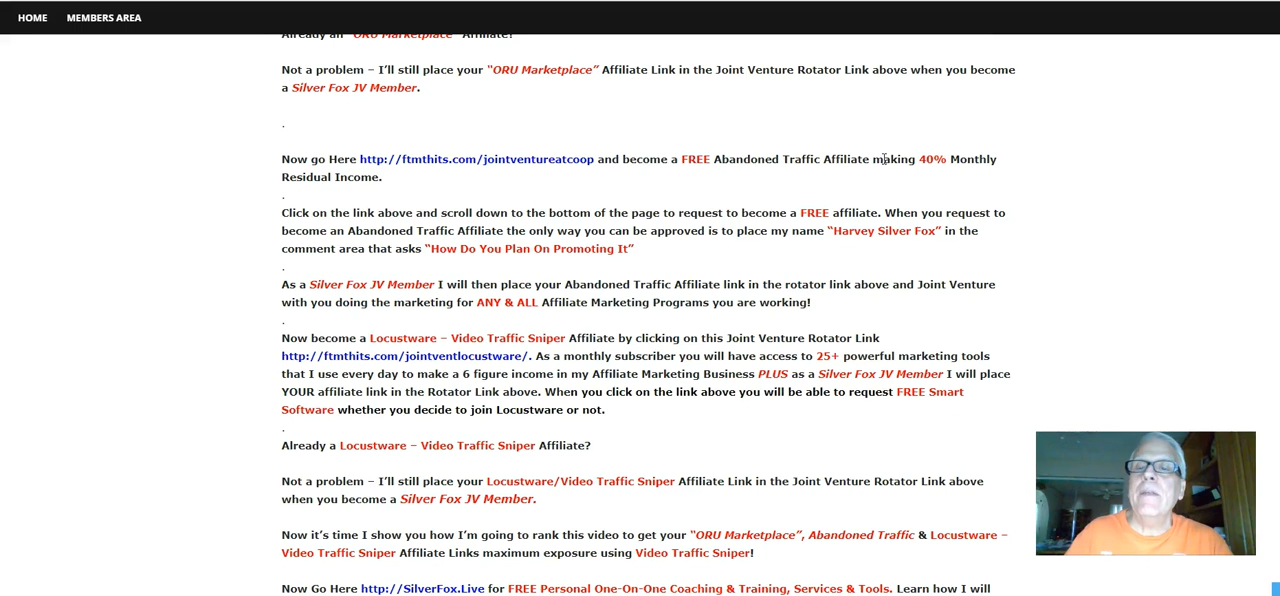 HOME MEMBERS AREA
Already an "ORU Marketplace" Affiliate?
Not a problem – I'll still place your "ORU Marketplace" Affiliate Link in the Joint Venture Rotator Link above when you become
a Silver Fox JV Member.
.
Now go Here http://ftmthits.com/jointventureatcoop and become a FREE Abandoned Traffic Affiliate making 40% Monthly
Residual Income.
.
Click on the link above and scroll down to the bottom of the page to request to become a FREE affiliate. When you request to
become an Abandoned Traffic Affiliate the only way you can be approved is to place my name "Harvey Silver Fox" in the
comment area that asks "How Do You Plan On Promoting It"
.
As a Silver Fox JV Member I will then place your Abandoned Traffic Affiliate link in the rotator link above and Joint Venture
with you doing the marketing for ANY & ALL Affiliate Marketing Programs you are working!
.
Now become a Locustware – Video Traffic Sniper Affiliate by clicking on this Joint Venture Rotator Link
http://ftmthits.com/jointventlocustware/. As a monthly subscriber you will have access to 25+ powerful marketing tools
that I use every day to make a 6 figure income in my Affiliate Marketing Business PLUS as a Silver Fox JV Member I will place
YOUR affiliate link in the Rotator Link above. When you click on the link above you will be able to request FREE Smart
Software whether you decide to join Locustware or not.
.
Already a Locustware – Video Traffic Sniper Affiliate?
Not a problem – I'll still place your Locustware/Video Traffic Sniper Affiliate Link in the Joint Venture Rotator Link above
when you become a Silver Fox JV Member.
Now it's time I show you how I'm going to rank this video to get your "ORU Marketplace", Abandoned Traffic & Locustware –
Video Traffic Sniper Affiliate Links maximum exposure using Video Traffic Sniper!
Now Go Here http://SilverFox.Live for FREE Personal One-On-One Coaching & Training, Services & Tools. Learn how I will